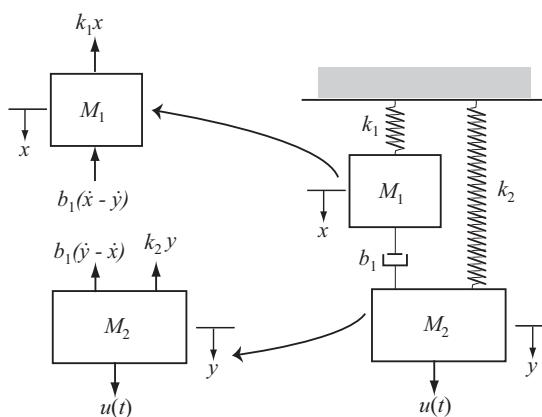 k₁x
M₁
x
b₁(ẋ - ẏ)
b₁(ẏ - ẋ)
k₂y
M₂
y
u(t)
k₁
M₁
k₂
x
b₁
M₂
y
u(t)